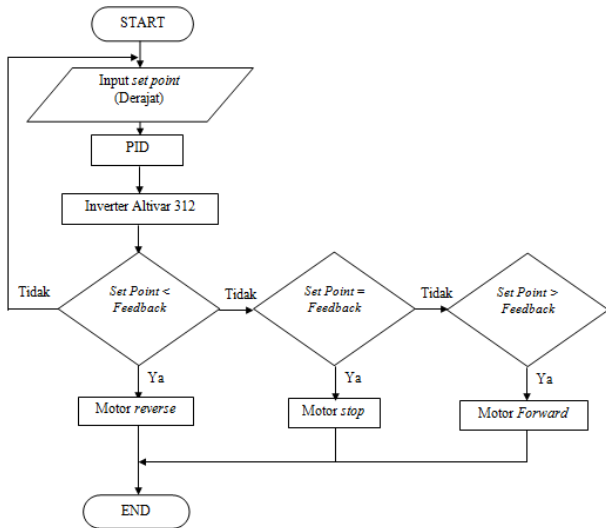 START
Input set point
(Derajat)
PID
Inverter Altivar 312
Tidak
Set Point <
Feedback
Tidak
Set Point =
Feedback
Tidak
Set Point >
Feedback
Ya
Ya
Ya
Motor reverse
Motor stop
Motor Forward
END